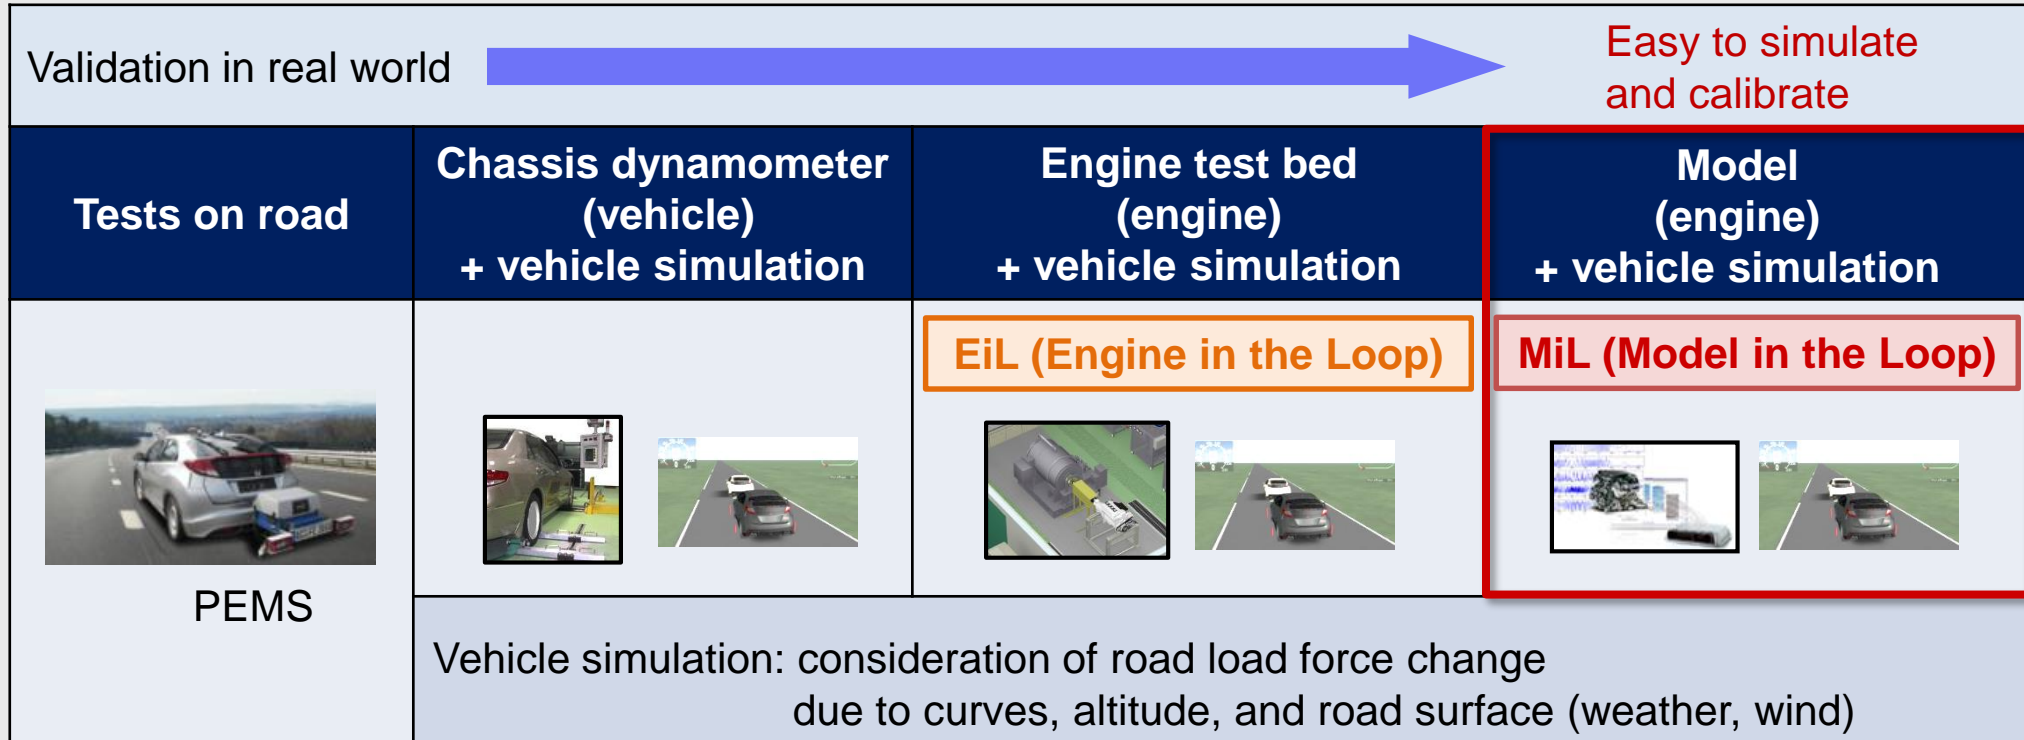 Validation in real world
Easy to simulate
and calibrate
Tests on road
Chassis dynamometer
(vehicle)
+ vehicle simulation
Engine test bed
(engine)
+ vehicle simulation
Model
(engine)
+ vehicle simulation
EiL (Engine in the Loop)
MiL (Model in the Loop)
PEMS
Vehicle simulation: consideration of road load force change
due to curves, altitude, and road surface (weather, wind)